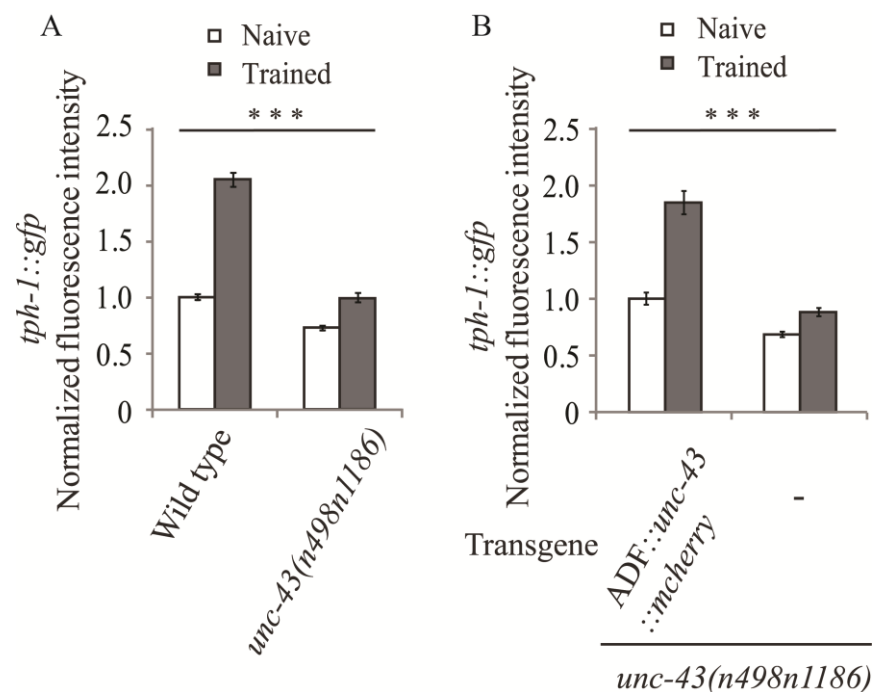 A
Naive
Trained
* * *
tph-1::gfp
Normalized fluorescence intensity
2.5
2.0
1.5
1.0
0.5
0
Wild type
unc-43(n498n1186)
B
Naive
Trained
* * *
tph-1::gfp
Normalized fluorescence intensity
2.5
2.0
1.5
1.0
0.5
0
Transgene
ADF::unc-43
::mcherry
-
unc-43(n498n1186)